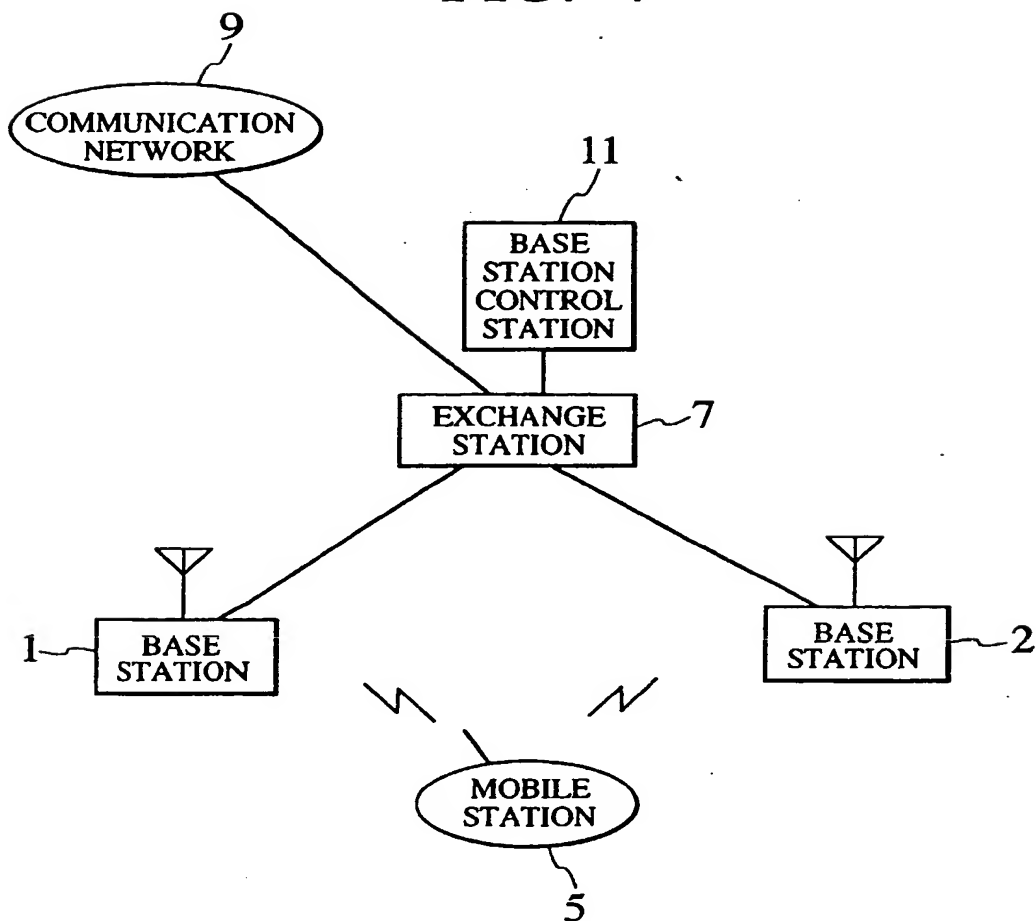 9
COMMUNICATION
NETWORK
11
BASE
STATION
CONTROL
STATION
EXCHANGE
STATION
7
1
BASE
STATION
BASE
STATION
2
MOBILE
STATION
5